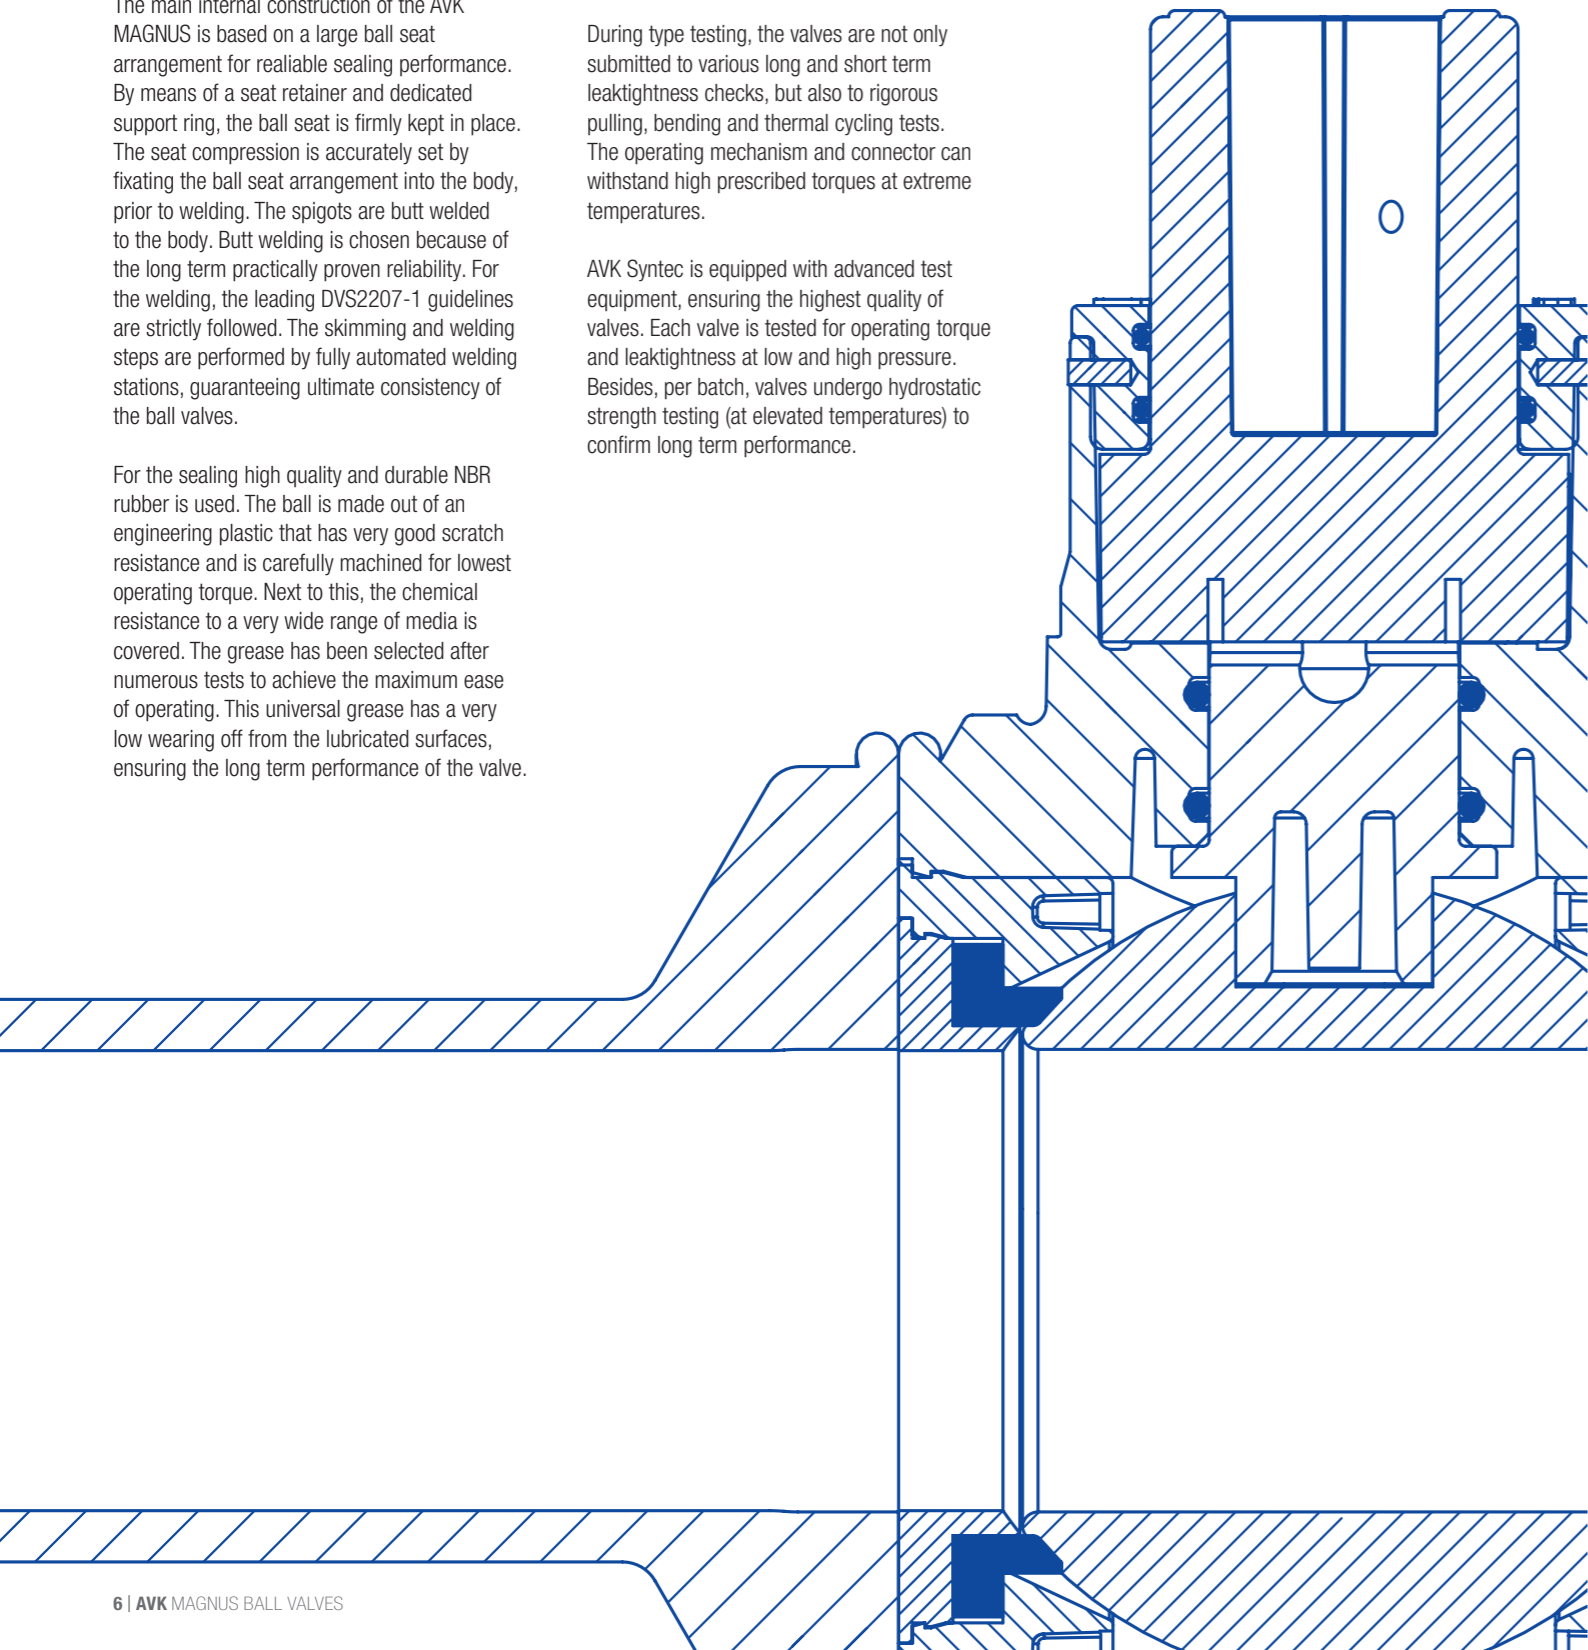 The main internal construction of the AVK
MAGNUS is based on a large ball seat
arrangement for realiable sealing performance.
By means of a seat retainer and dedicated
support ring, the ball seat is firmly kept in place.
The seat compression is accurately set by
fixating the ball seat arrangement into the body,
prior to welding. The spigots are butt welded
to the body. Butt welding is chosen because of
the long term practically proven reliability. For
the welding, the leading DVS2207-1 guidelines
are strictly followed. The skimming and welding
steps are performed by fully automated welding
stations, guaranteeing ultimate consistency of
the ball valves.
For the sealing high quality and durable NBR
rubber is used. The ball is made out of an
engineering plastic that has very good scratch
resistance and is carefully machined for lowest
operating torque. Next to this, the chemical
resistance to a very wide range of media is
covered. The grease has been selected after
numerous tests to achieve the maximum ease
of operating. This universal grease has a very
low wearing off from the lubricated surfaces,
ensuring the long term performance of the valve.
During type testing, the valves are not only
submitted to various long and short term
leaktightness checks, but also to rigorous
pulling, bending and thermal cycling tests.
The operating mechanism and connector can
withstand high prescribed torques at extreme
temperatures.
AVK Syntec is equipped with advanced test
equipment, ensuring the highest quality of
valves. Each valve is tested for operating torque
and leaktightness at low and high pressure.
Besides, per batch, valves undergo hydrostatic
strength testing (at elevated temperatures) to
confirm long term performance.
6 | AVK MAGNUS BALL VALVES